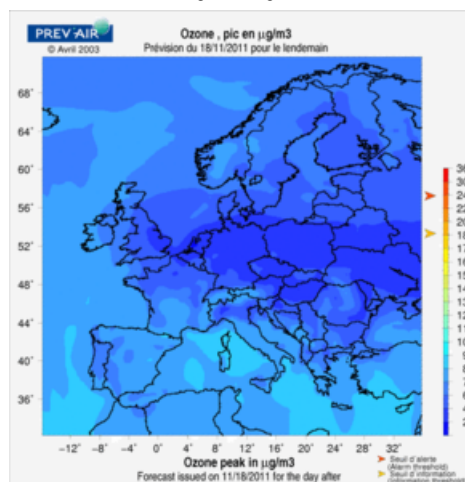 PREV'AIR
© Avril 2003
Ozone , pic en µg/m3
Prévision du 18/11/2011 pour le lendemain
68°
64°
60°
56°
52°
48°
44°
40°
36°
-12° -8° -4° 0° 4° 8° 12° 16° 20° 24° 28° 32°
Ozone peak in µg/m3
Forecast issued on 11/18/2011 for the day after
Seuil d'alerte
(Alarm threshold)
Seuil d'information
(Information threshold)